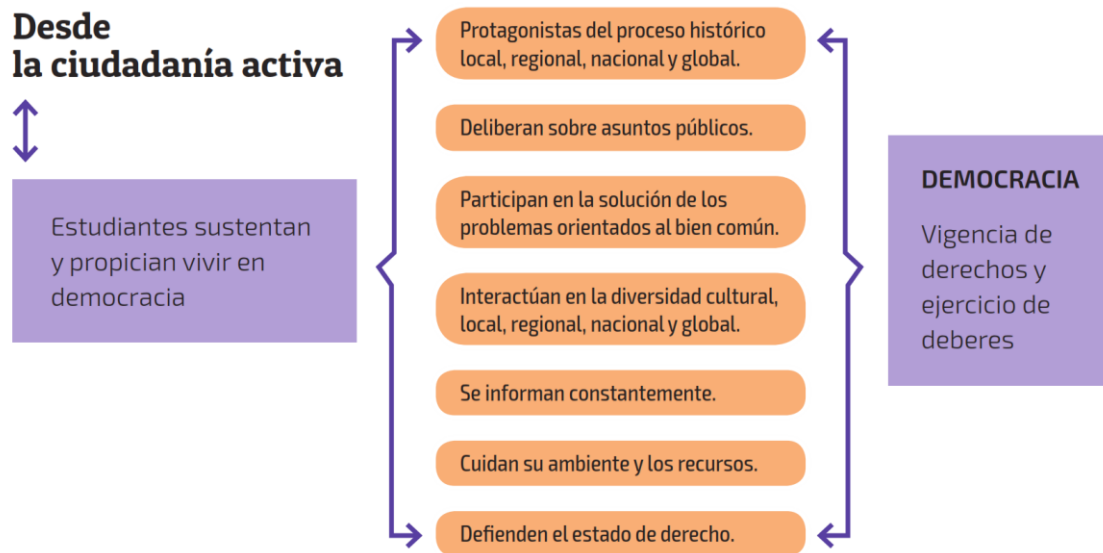 Desde
la ciudadanía activa
Estudiantes sustentan
y propician vivir en
democracia
Protagonistas del proceso histórico
local, regional, nacional y global.
Deliberan sobre asuntos públicos.
Participan en la solución de los
problemas orientados al bien común.
Interactúan en la diversidad cultural,
local, regional, nacional y global.
Se informan constantemente.
Cuidan su ambiente y los recursos.
Defienden el estado de derecho.
DEMOCRACIA
Vigencia de
derechos y
ejercicio de
deberes